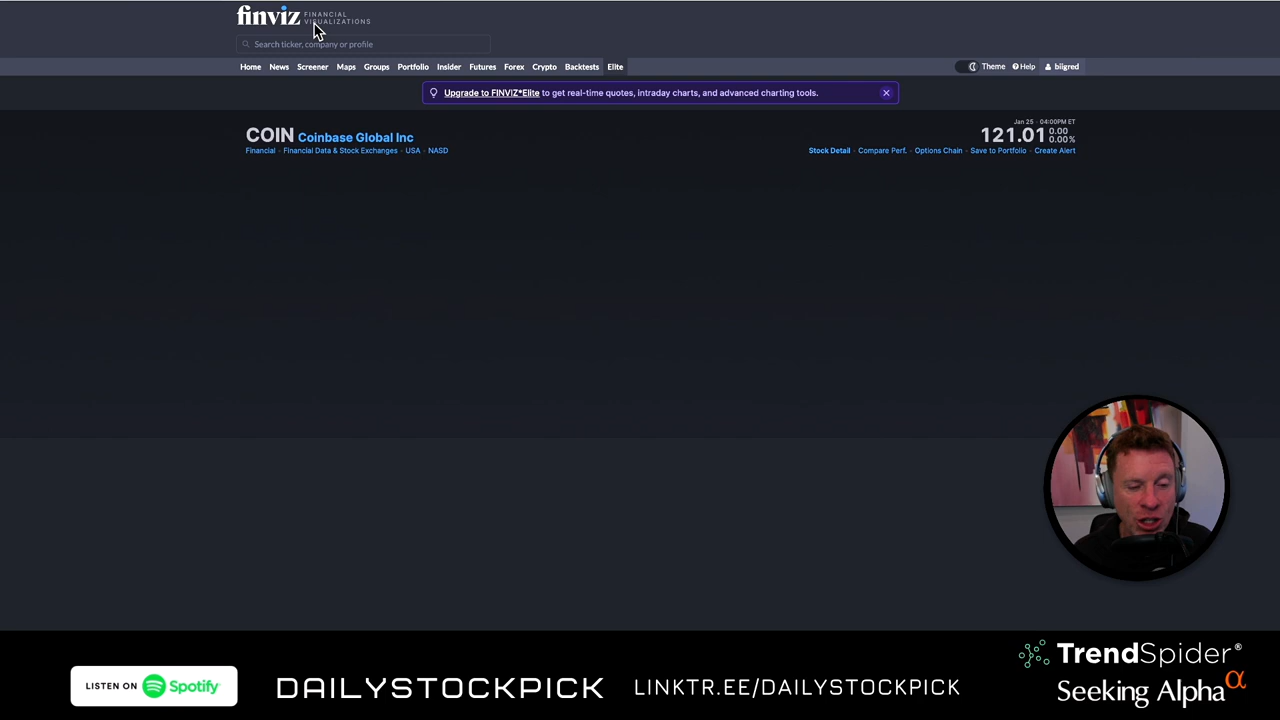 finviz FINANCIAL VISUALIZATIONS
Search ticker, company or profile
Home News Screener Maps Groups Portfolio Insider Futures Forex Crypto Backtests Elite Theme Help biigred
Upgrade to FINVIZ*Elite to get real-time quotes, intraday charts, and advanced charting tools.
Jan 25 · 04:00PM ET
COIN Coinbase Global Inc 121.01 0.00 0.00%
Financial · Financial Data & Stock Exchanges · USA · NASD
Stock Detail · Compare Perf. · Options Chain · Save to Portfolio · Create Alert
LISTEN ON Spotify
DAILYSTOCKPICK
LINKTR.EE/DAILYSTOCKPICK
TrendSpider®
Seeking Alpha α